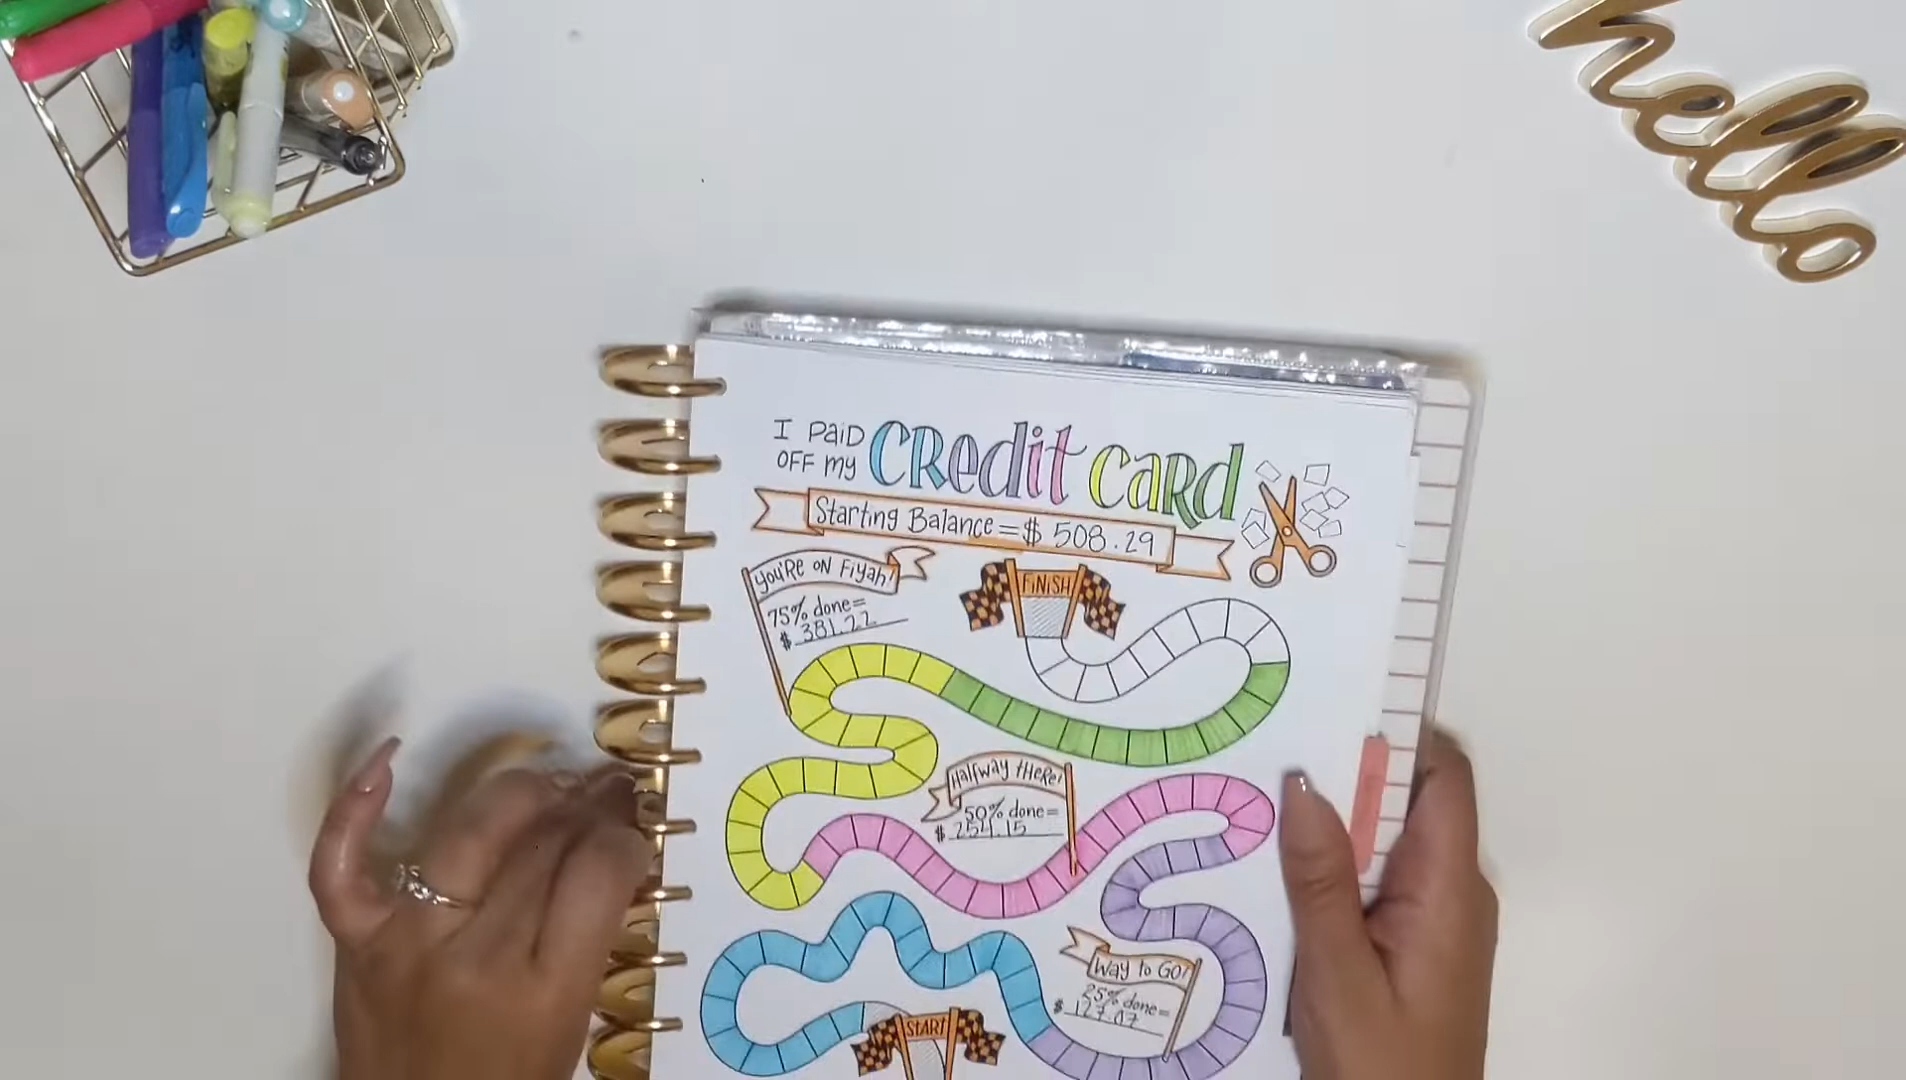 hello
I PAID
OFF my
CREDIT CARD
Starting Balance = $ 508.29
YOU'RE ON FIYAH!
75% done=
$ 381.22
FINISH
HALFWAY THERE!
50% done=
$ 254.15
WAY TO GO!
25% done=
$ 127.07
START